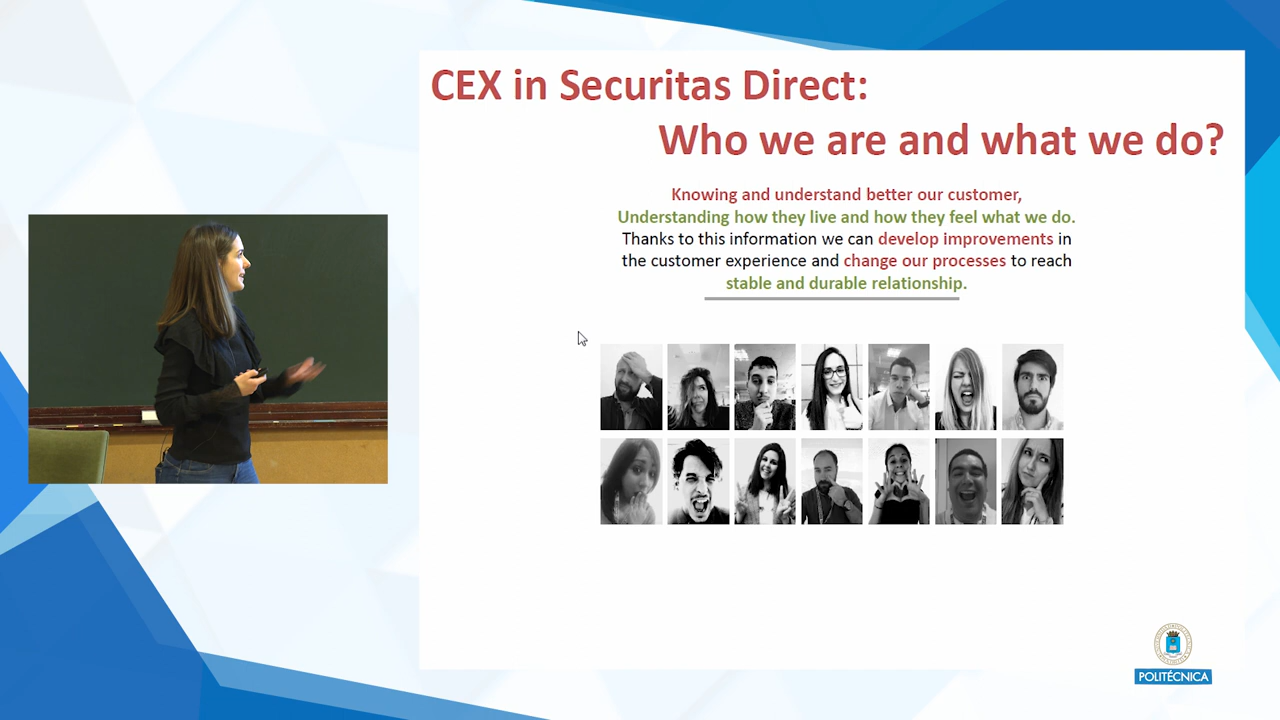 CEX in Securitas Direct:
Who we are and what we do?
Knowing and understand better our customer,
Understanding how they live and how they feel what we do.
Thanks to this information we can develop improvements in
the customer experience and change our processes to reach
stable and durable relationship.
POLITÉCNICA